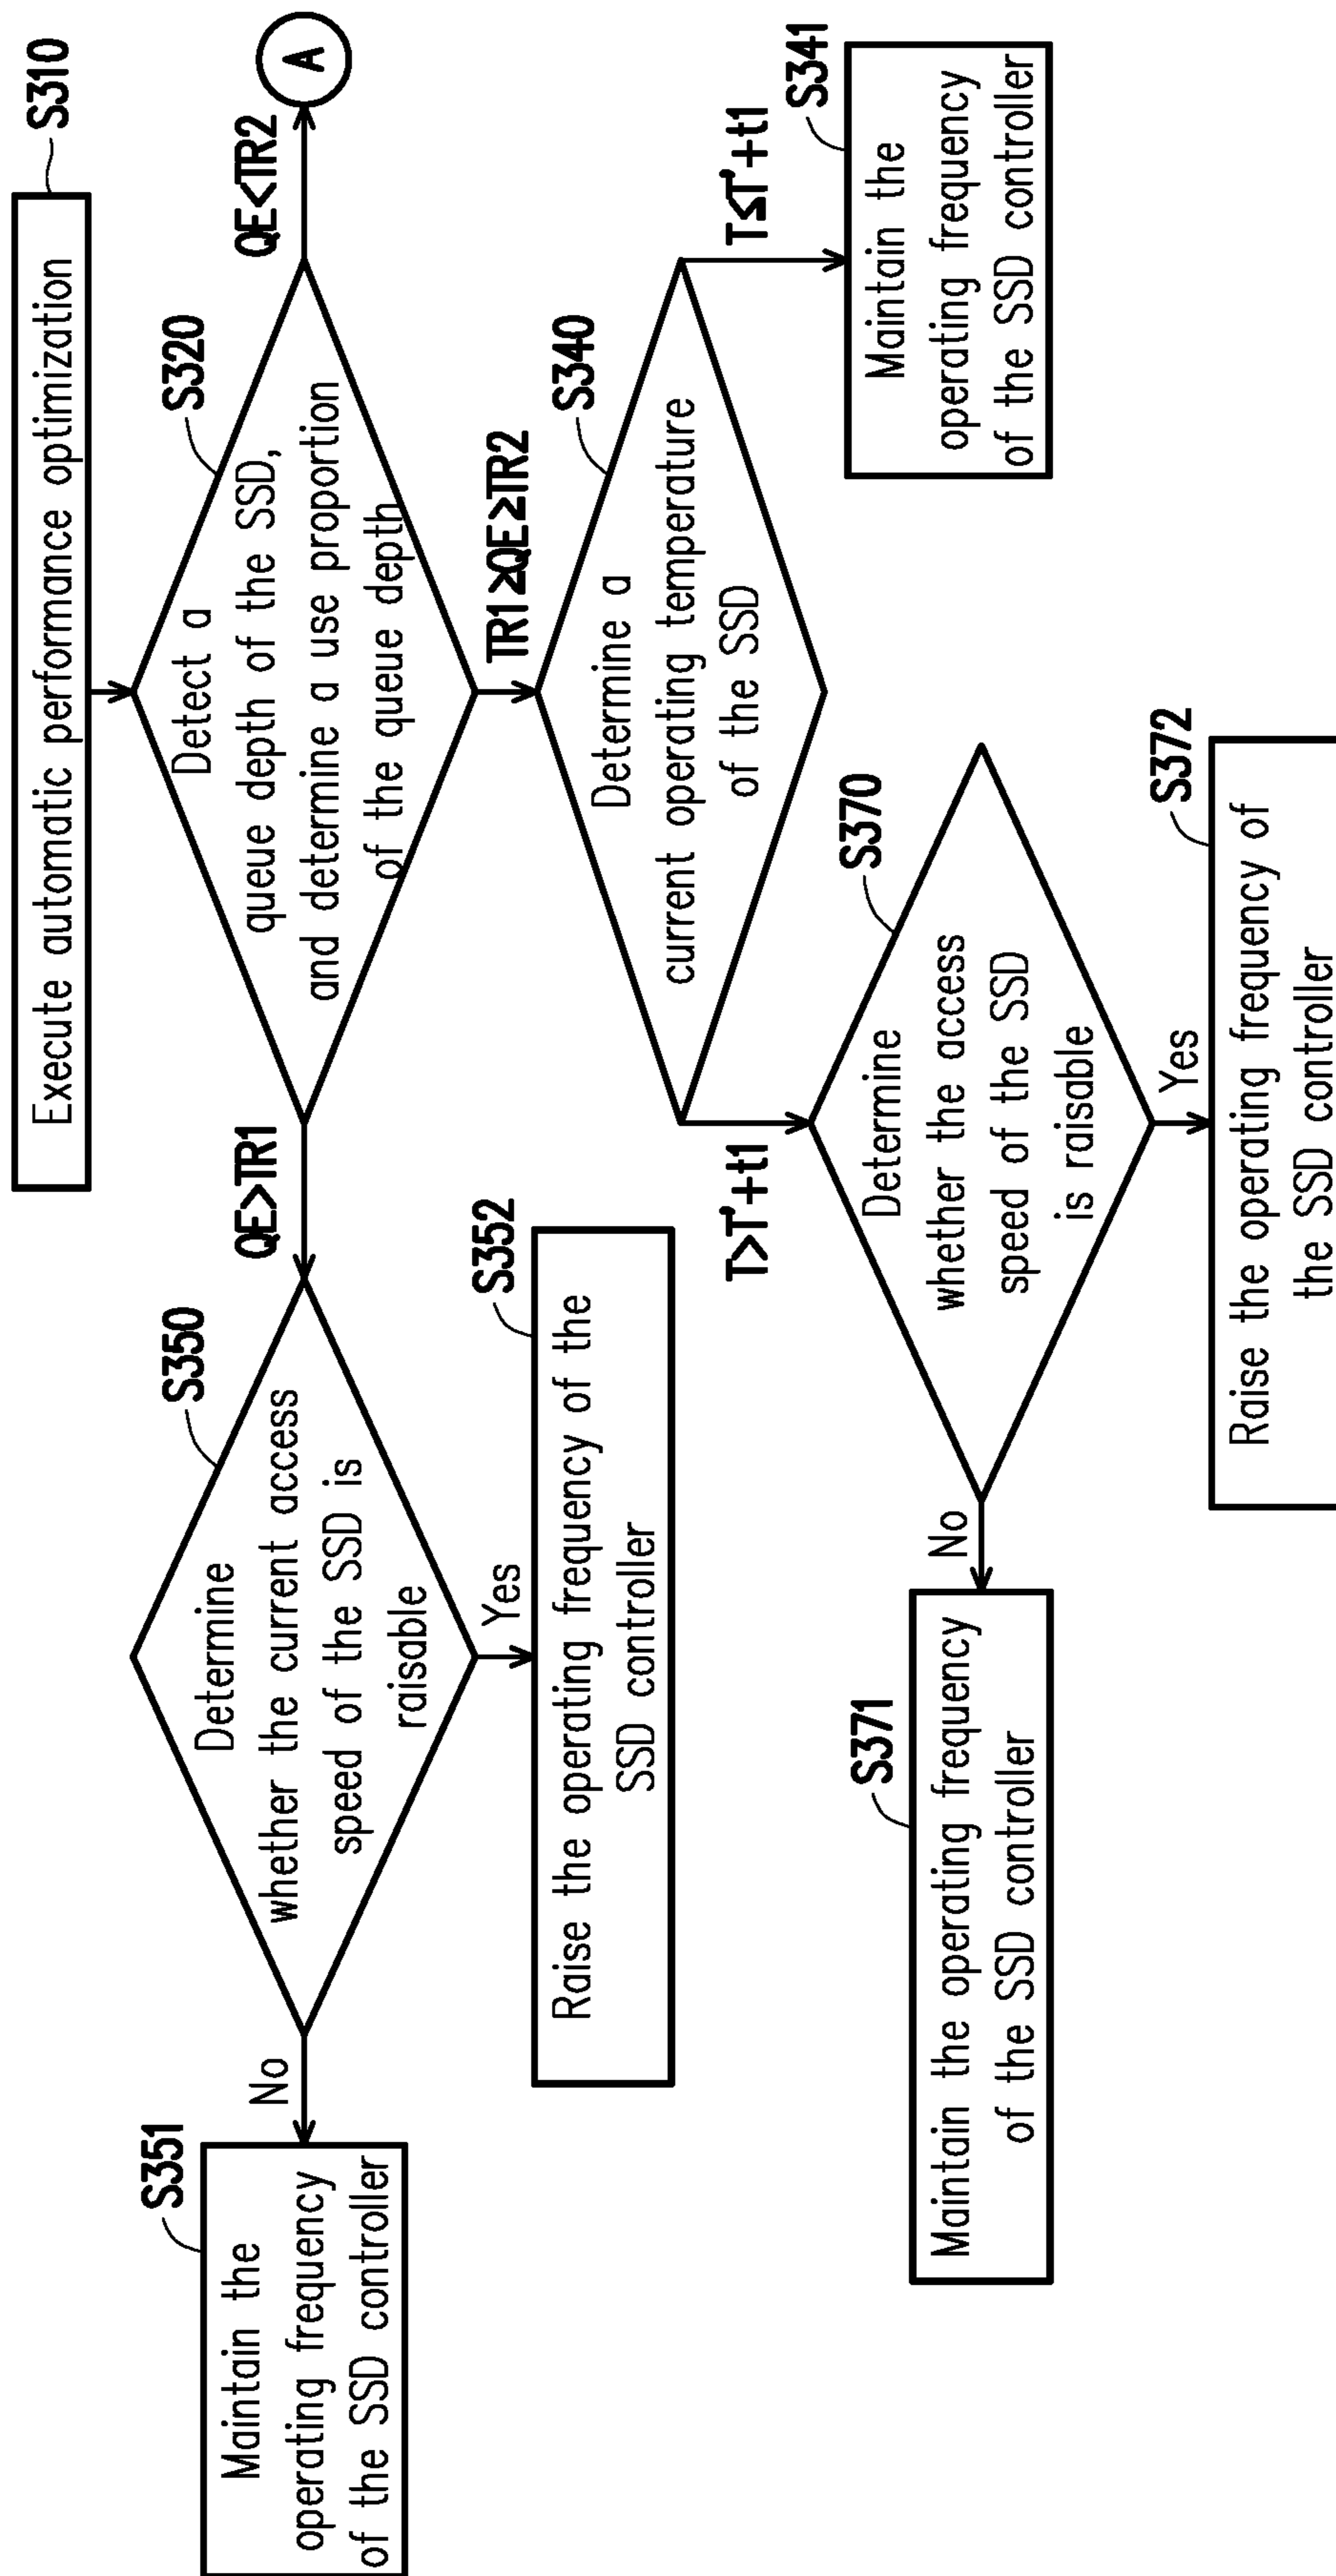 S310
Execute automatic performance optimization
S320
Detect a
queue depth of the SSD,
and determine a use proportion
of the queue depth
QE>TR1
QE<TR2
A
TR1≥QE≥TR2
S350
Determine
whether the current access
speed of the SSD is
raisable
No
Yes
S351
Maintain the
operating frequency
of the SSD controller
S352
Raise the operating frequency of the
SSD controller
S340
Determine a
current operating temperature
of the SSD
T>T'+t1
T≤T'+t1
S341
Maintain the
operating frequency
of the SSD controller
S370
Determine
whether the access
speed of the SSD
is raisable
No
Yes
S371
Maintain the operating frequency
of the SSD controller
S372
Raise the operating frequency of
the SSD controller